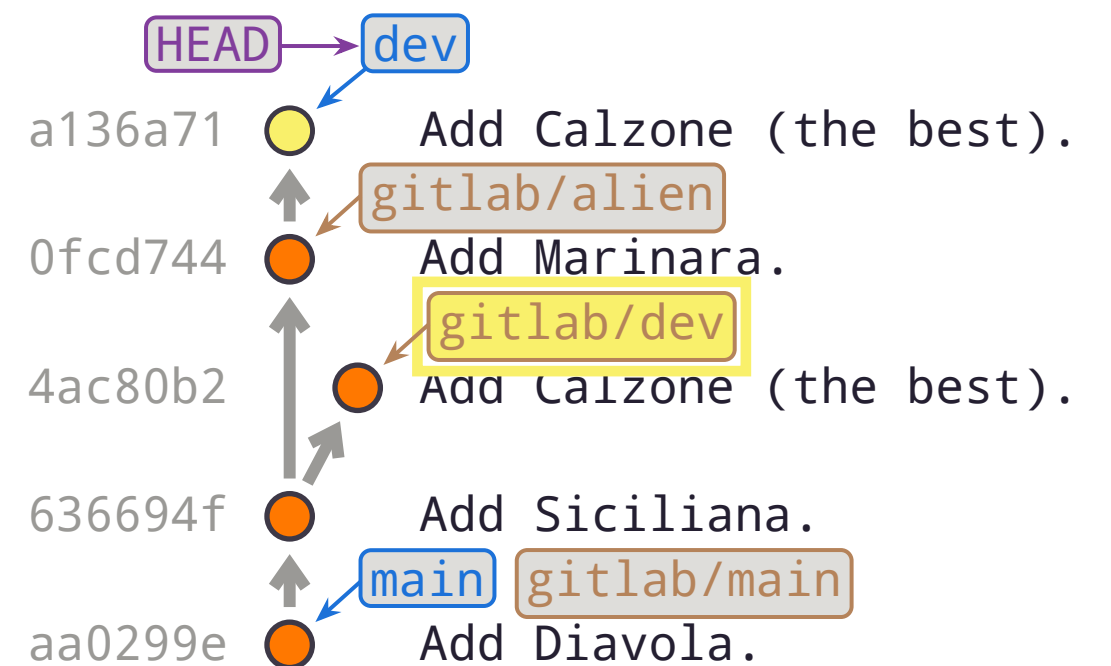 HEAD dev
a136a71 Add Calzone (the best).
gitlab/alien
0fcd744 Add Marinara.
gitlab/dev
4ac80b2 Add Calzone (the best).
636694f Add Siciliana.
main gitlab/main
aa0299e Add Diavola.